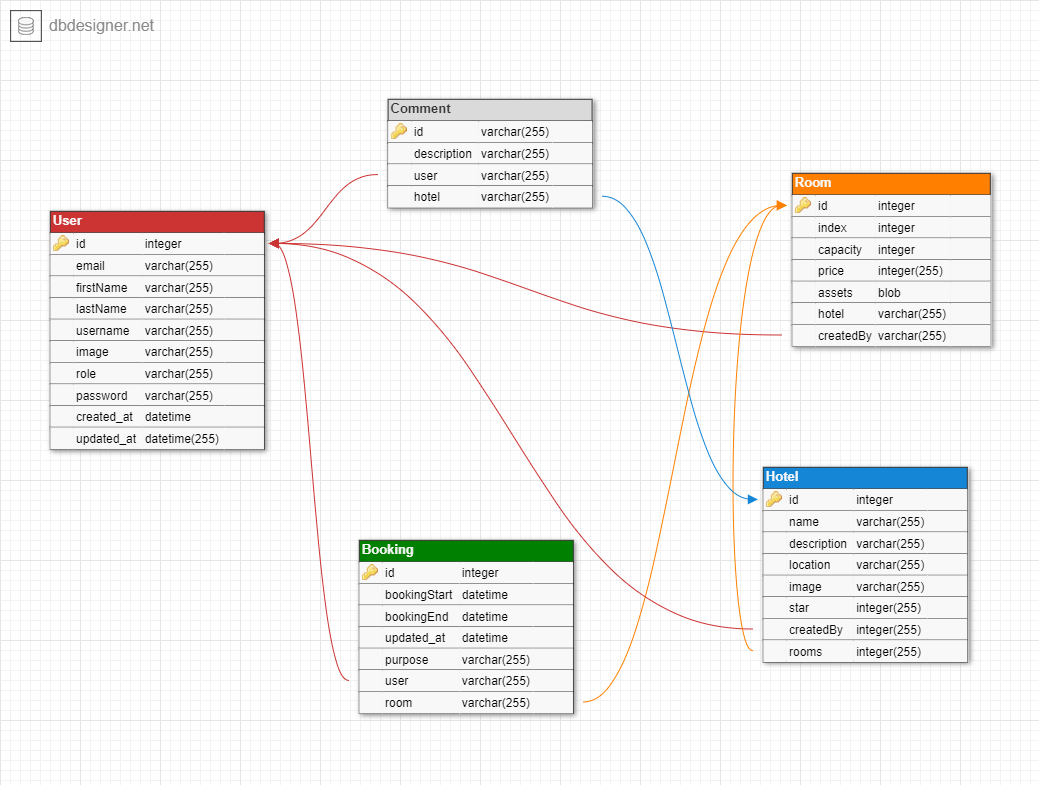 dbdesigner.net
Comment
id varchar(255)
description varchar(255)
user varchar(255)
hotel varchar(255)
Room
id integer
index integer
capacity integer
price integer(255)
assets blob
hotel varchar(255)
createdBy varchar(255)
User
id integer
email varchar(255)
firstName varchar(255)
lastName varchar(255)
username varchar(255)
image varchar(255)
role varchar(255)
password varchar(255)
created_at datetime
updated_at datetime(255)
Hotel
id integer
name varchar(255)
description varchar(255)
location varchar(255)
image varchar(255)
star integer(255)
createdBy integer(255)
rooms integer(255)
Booking
id integer
bookingStart datetime
bookingEnd datetime
updated_at datetime
purpose varchar(255)
user varchar(255)
room varchar(255)